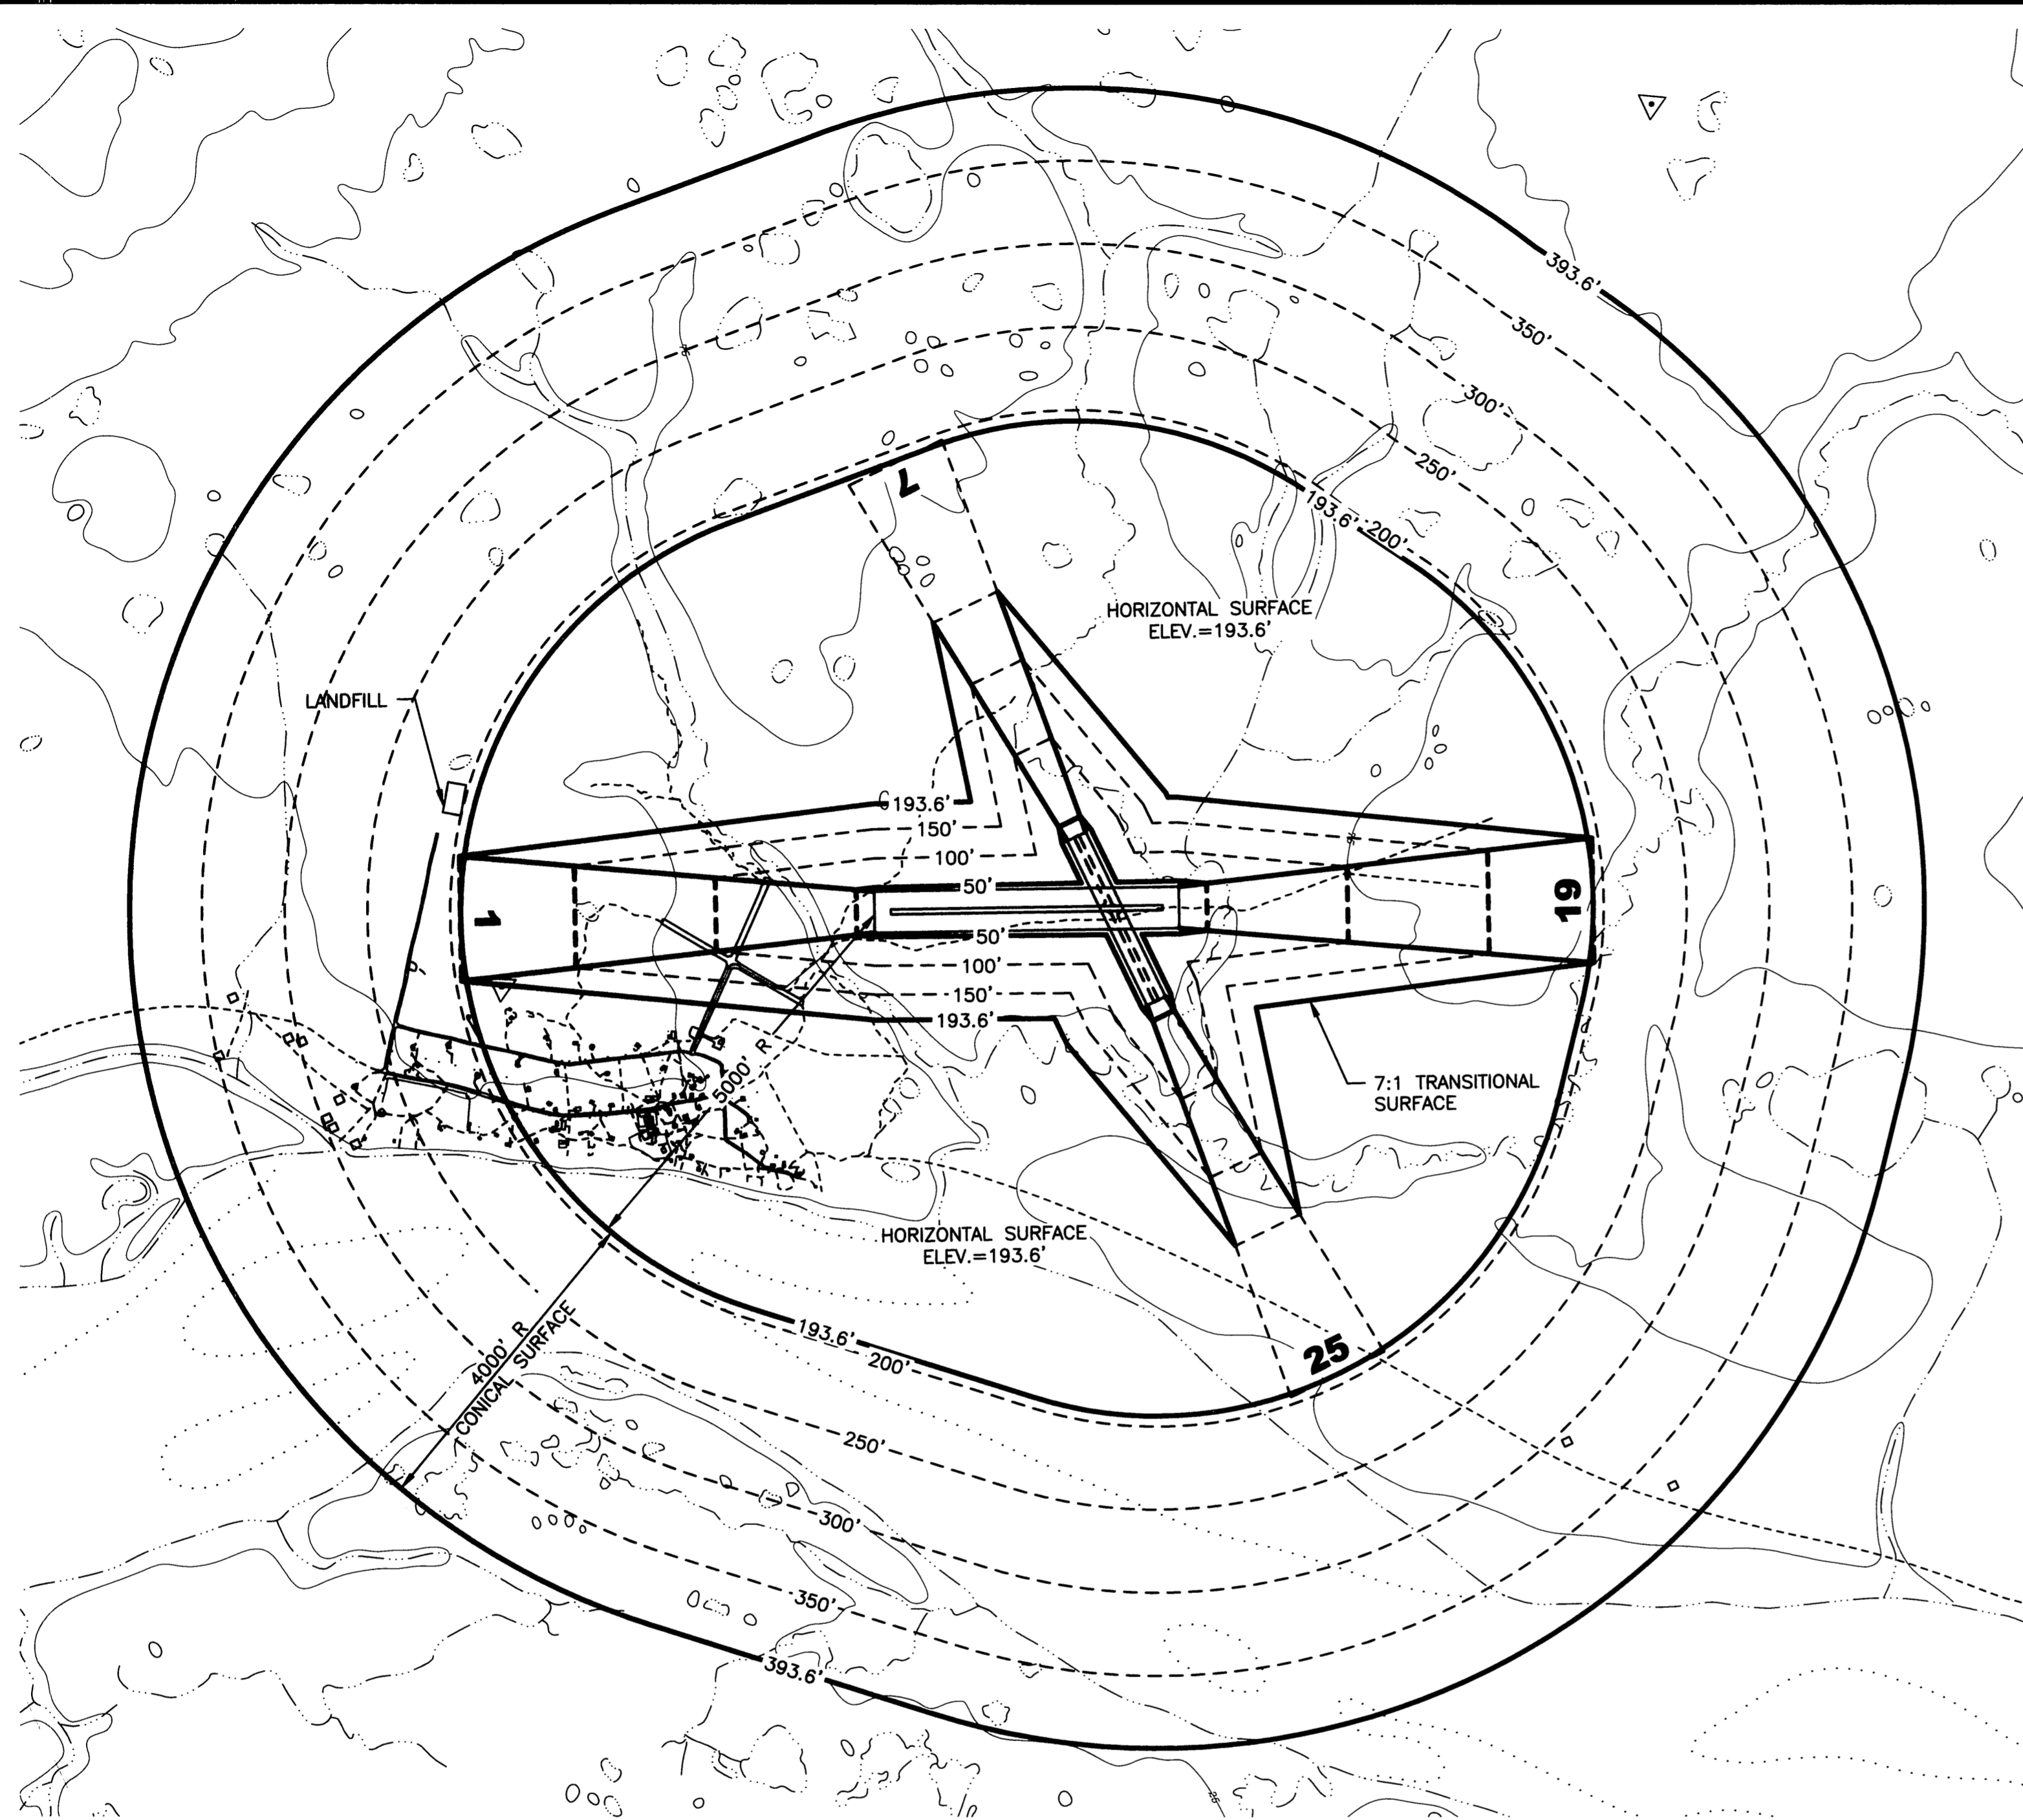 393.6'
350'
300'
250'
193.6'
200'
7
HORIZONTAL SURFACE
ELEV.=193.6'
LANDFILL
193.6'
150'
100'
50'
1
19
50'
100'
150'
193.6'
5000' R
7:1 TRANSITIONAL
SURFACE
HORIZONTAL SURFACE
ELEV.=193.6'
193.6'
200'
25
4000' R
CONICAL SURFACE
250'
300'
350'
393.6'